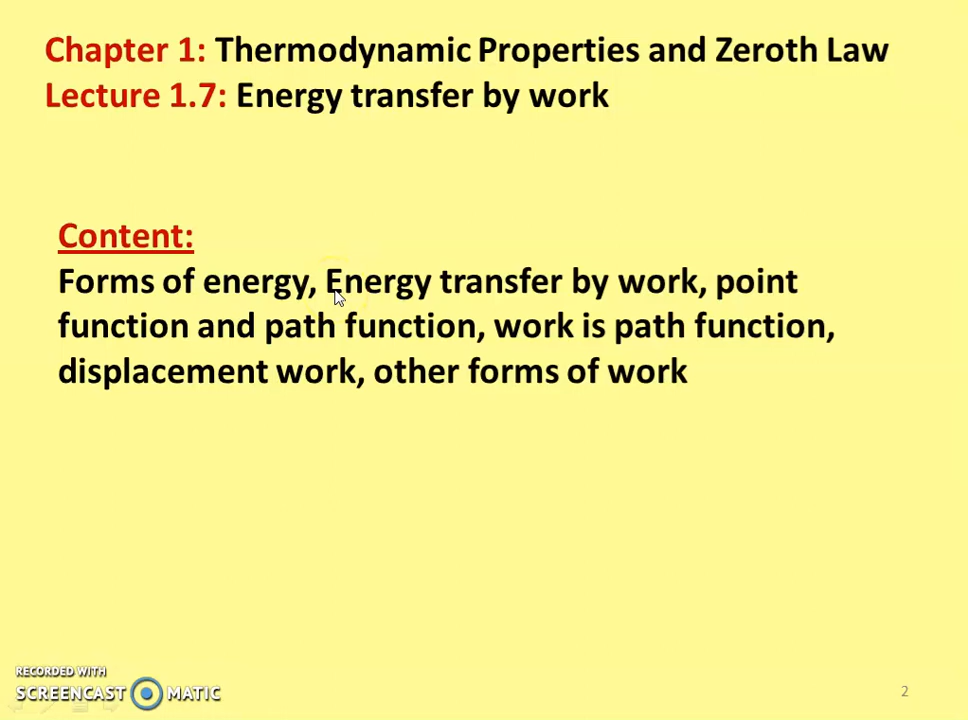 Chapter 1: Thermodynamic Properties and Zeroth Law
Lecture 1.7: Energy transfer by work
Content:
Forms of energy, Energy transfer by work, point
function and path function, work is path function,
displacement work, other forms of work
RECORDED WITH
SCREENCAST MATIC
2